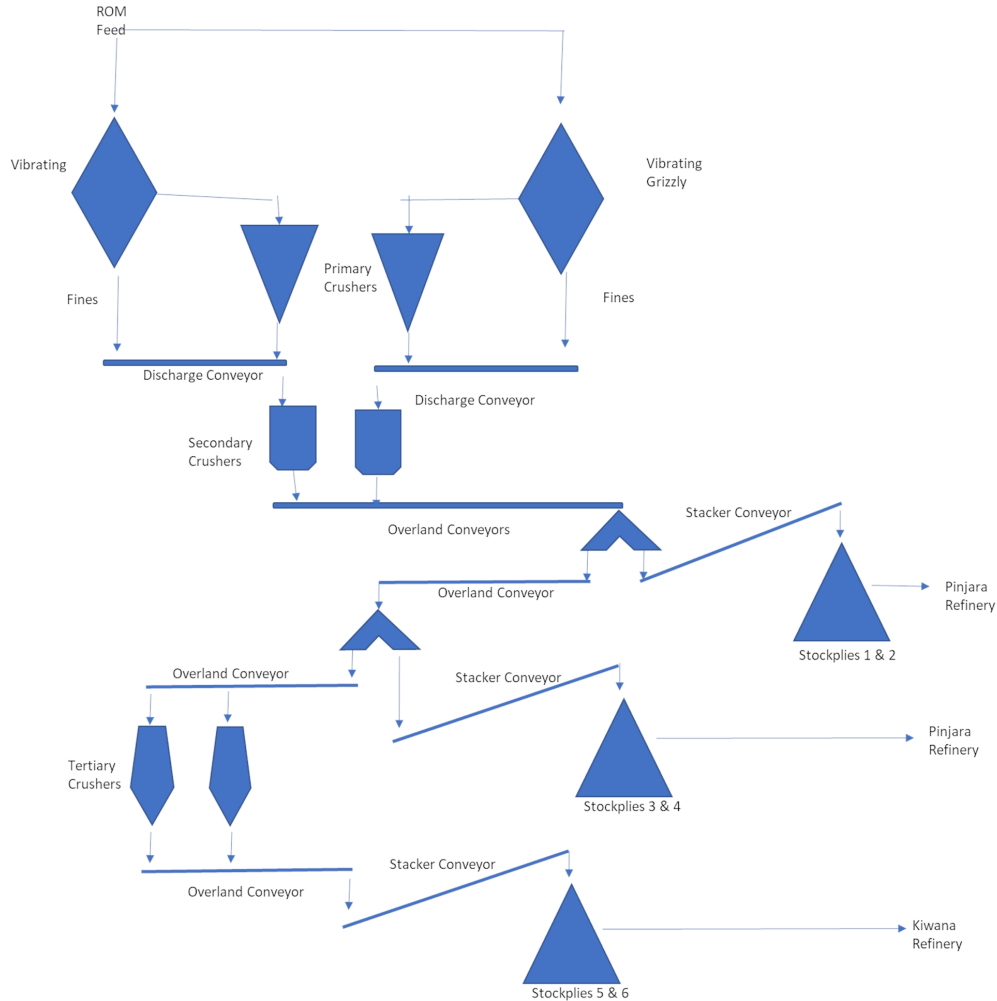 ROM
Feed
Vibrating
Vibrating
Grizzly
Primary
Crushers
Fines
Fines
Discharge Conveyor
Discharge Conveyor
Secondary
Crushers
Stacker Conveyor
Overland Conveyors
Overland Conveyor
Pinjara
Refinery
Stockplies 1 & 2
Overland Conveyor
Stacker Conveyor
Pinjara
Refinery
Tertiary
Crushers
Stockplies 3 & 4
Stacker Conveyor
Overland Conveyor
Kiwana
Refinery
Stockplies 5 & 6